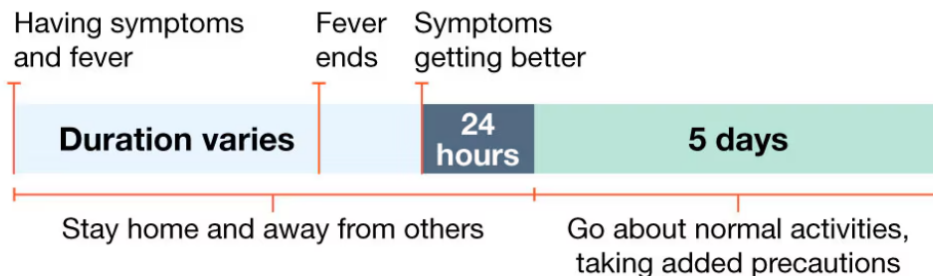 Having symptoms
and fever
Fever
ends
Symptoms
getting better
Duration varies
24
hours
5 days
Stay home and away from others
Go about normal activities,
taking added precautions